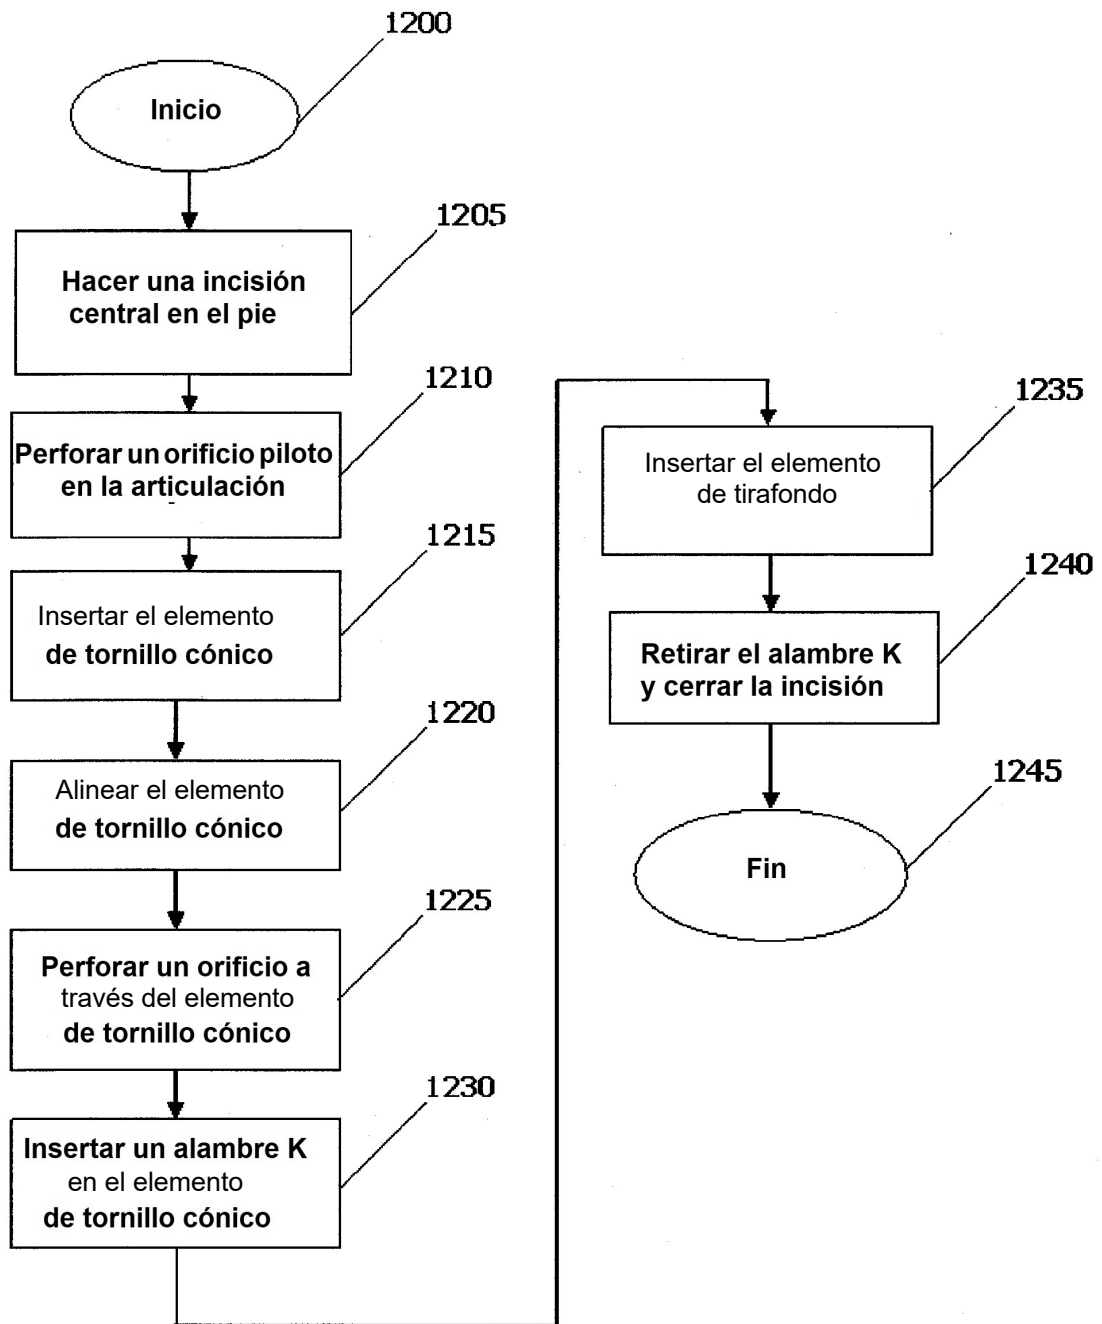 1200
Inicio
1205
Hacer una incisión
central en el pie
1210
Perforar un orificio piloto
en la articulación
1215
Insertar el elemento
de tornillo cónico
1220
Alinear el elemento
de tornillo cónico
1225
Perforar un orificio a
través del elemento
de tornillo cónico
1230
Insertar un alambre K
en el elemento
de tornillo cónico
1235
Insertar el elemento
de tirafondo
1240
Retirar el alambre K
y cerrar la incisión
1245
Fin